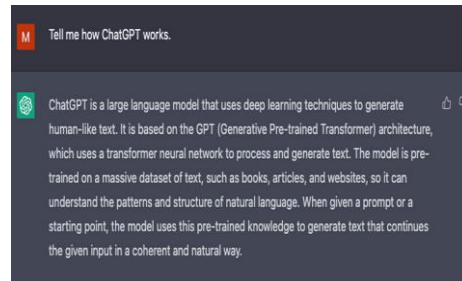 M Tell me how ChatGPT works.
ChatGPT is a large language model that uses deep learning techniques to generate
human-like text. It is based on the GPT (Generative Pre-trained Transformer) architecture,
which uses a transformer neural network to process and generate text. The model is pre-
trained on a massive dataset of text, such as books, articles, and websites, so it can
understand the patterns and structure of natural language. When given a prompt or a
starting point, the model uses this pre-trained knowledge to generate text that continues
the given input in a coherent and natural way.